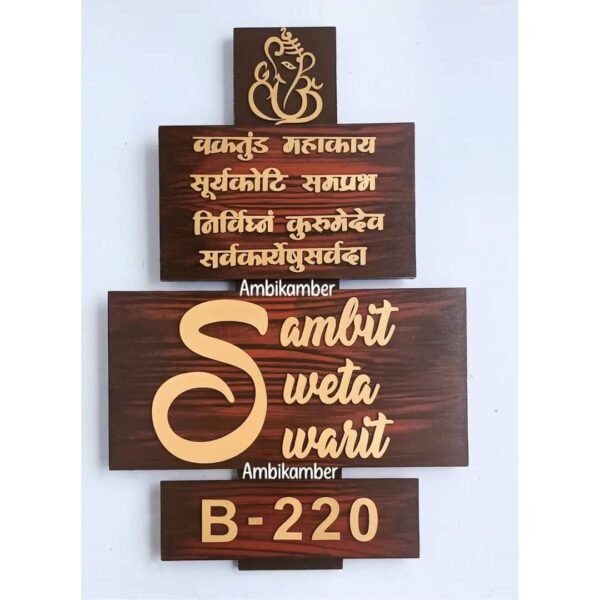 वक्रतुंड महाकाय
सूर्यकोटि समप्रभ
निर्विघ्नं कुरुमेदेव
सर्वकार्येषुसर्वदा
Ambikamber
Sambit
Sweta
Swarit
Ambikamber
B-220